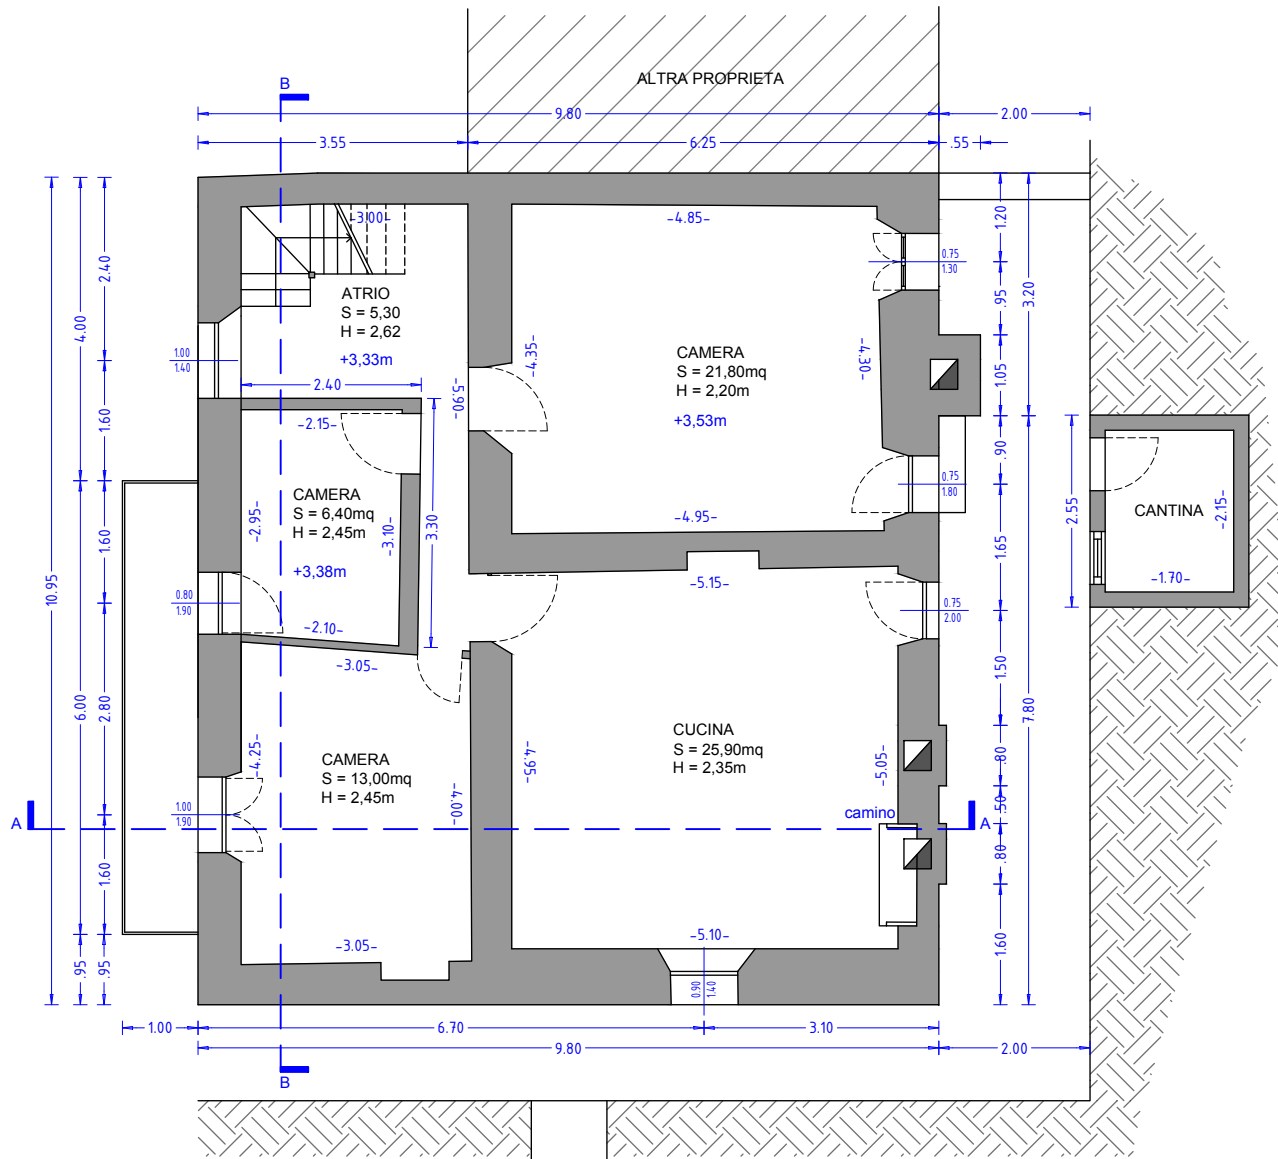 ALTRA PROPRIETA
B
9.80
2.00
3.55
6.25
.55
-3.00-
-4.85-
1.20
2.40
4.00
ATRIO
S = 5,30
H = 2,62
+3,33m
0.75
1.30
.95
3.20
1.00
1.40
2.40
-5.90-
-4.35-
CAMERA
S = 21,80mq
H = 2,20m
+3,53m
-4.30-
1.05
1.60
-2.15-
.90
CAMERA
S = 6,40mq
H = 2,45m
+3,38m
-2.95-
-3.10-
3.30
-4.95-
0.75
1.80
2.55
CANTINA
-2.15-
-1.70-
1.60
1.65
10.95
0.80
1.90
-2.10-
-3.05-
-5.15-
0.75
2.00
1.50
6.00
2.80
7.80
CAMERA
S = 13,00mq
H = 2,45m
-4.25-
-4.00-
-4.95-
CUCINA
S = 25,90mq
H = 2,35m
-5.05-
.80
.50
camino
A
1.00
1.90
A
.80
1.60
1.60
-3.05-
-5.10-
.95
.95
0.90
1.40
1.00
6.70
3.10
9.80
2.00
B